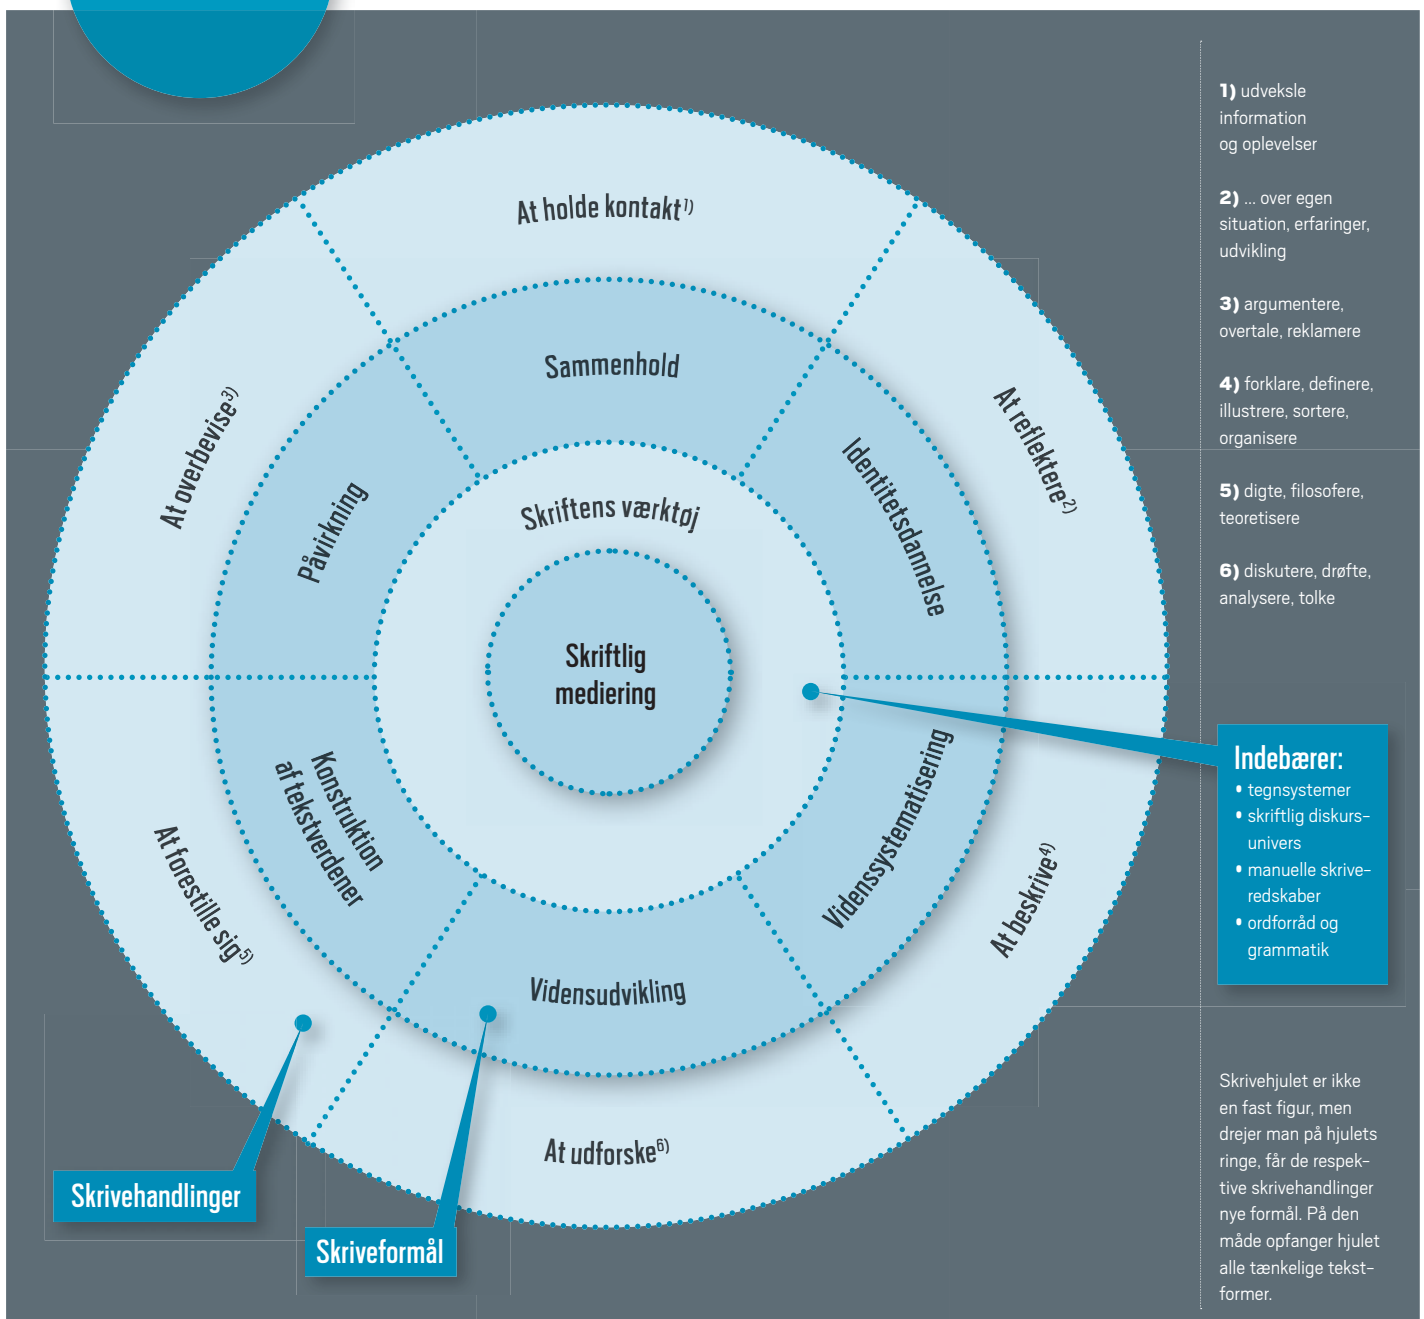 At holde kontakt1)
Sammenhold
Skriftens værktøj
Skriftlig
mediering
At overbevise3)
Påvirkning
At reflektere2)
Identitetsdannelse
Konstruktion
af tekstverdener
At forestille sig5)
Videnssystematisering
At beskrive4)
Vidensudvikling
At udforske6)
Skrivehandlinger
Skriveformål
1) udveksle
information
og oplevelser
2) ... over egen
situation, erfaringer,
udvikling
3) argumentere,
overtale, reklamere
4) forklare, definere,
illustrere, sortere,
organisere
5) digte, filosofere,
teoretisere
6) diskutere, drøfte,
analysere, tolke
Indebærer:
• tegnsystemer
• skriftlig diskurs-
univers
• manuelle skrive-
redskaber
• ordforråd og
grammatik
Skrivehjulet er ikke
en fast figur, men
drejer man på hjulets
ringe, får de respek-
tive skrivehandlinger
nye formål. På den
måde opfanger hjulet
alle tænkelige tekst-
former.